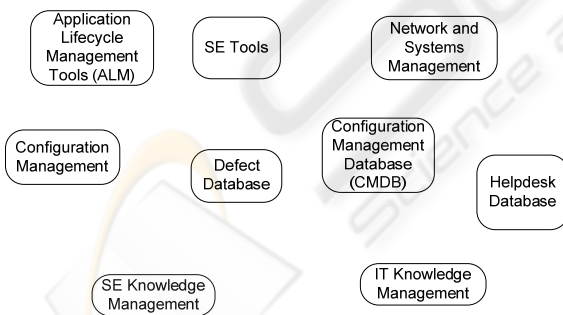 Application
Lifecycle
Management
Tools (ALM)
SE Tools
Network and
Systems
Management
Configuration
Management
Defect
Database
Configuration
Management
Database
(CMDB)
Helpdesk
Database
SE Knowledge
Management
IT Knowledge
Management